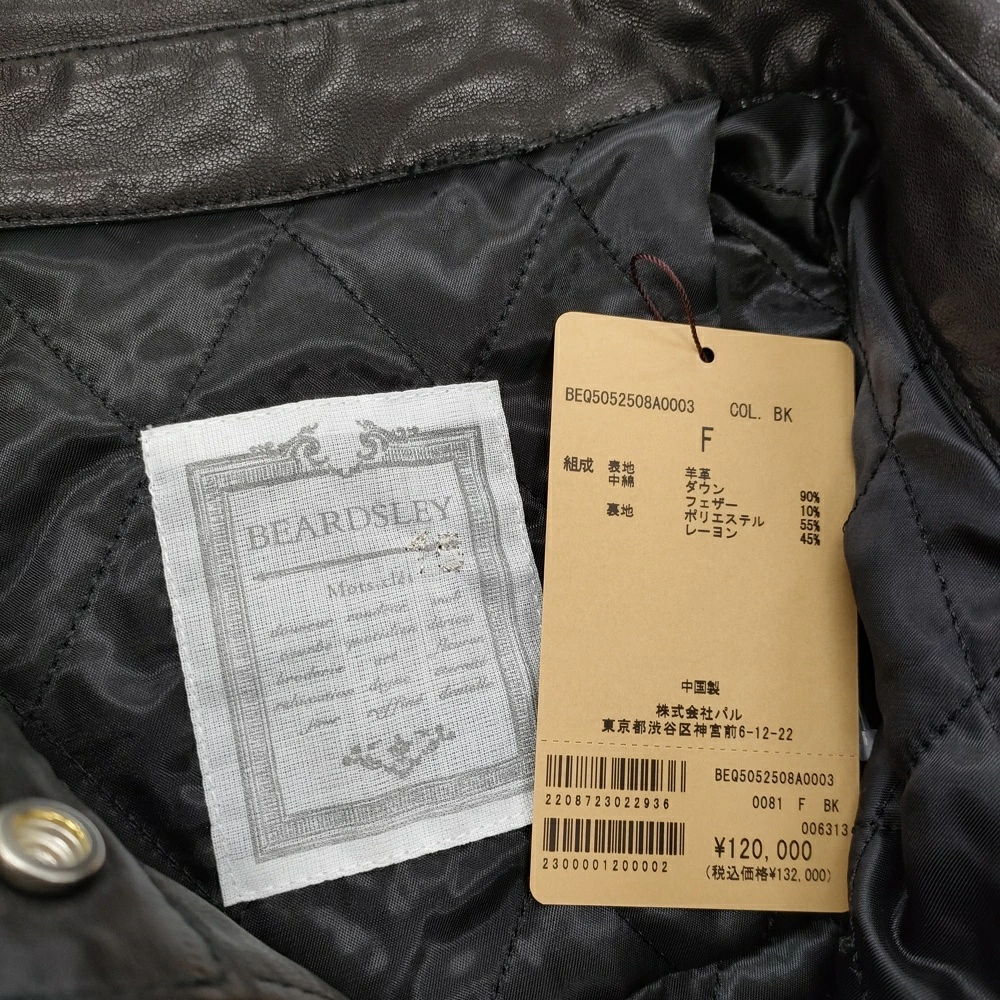 BEARDSLEY
Mots-clés
BEQ5052508A0003 COL. BK
F
組成 表地 羊革
中綿 ダウン 90%
フェザー 10%
裏地 ポリエステル 55%
レーヨン 45%
中国製
株式会社パル
東京都渋谷区神宮前6-12-22
BEQ5052508A0003
2208723022936
0081 F BK
006313
¥120,000
2300001200002
(税込価格¥132,000)